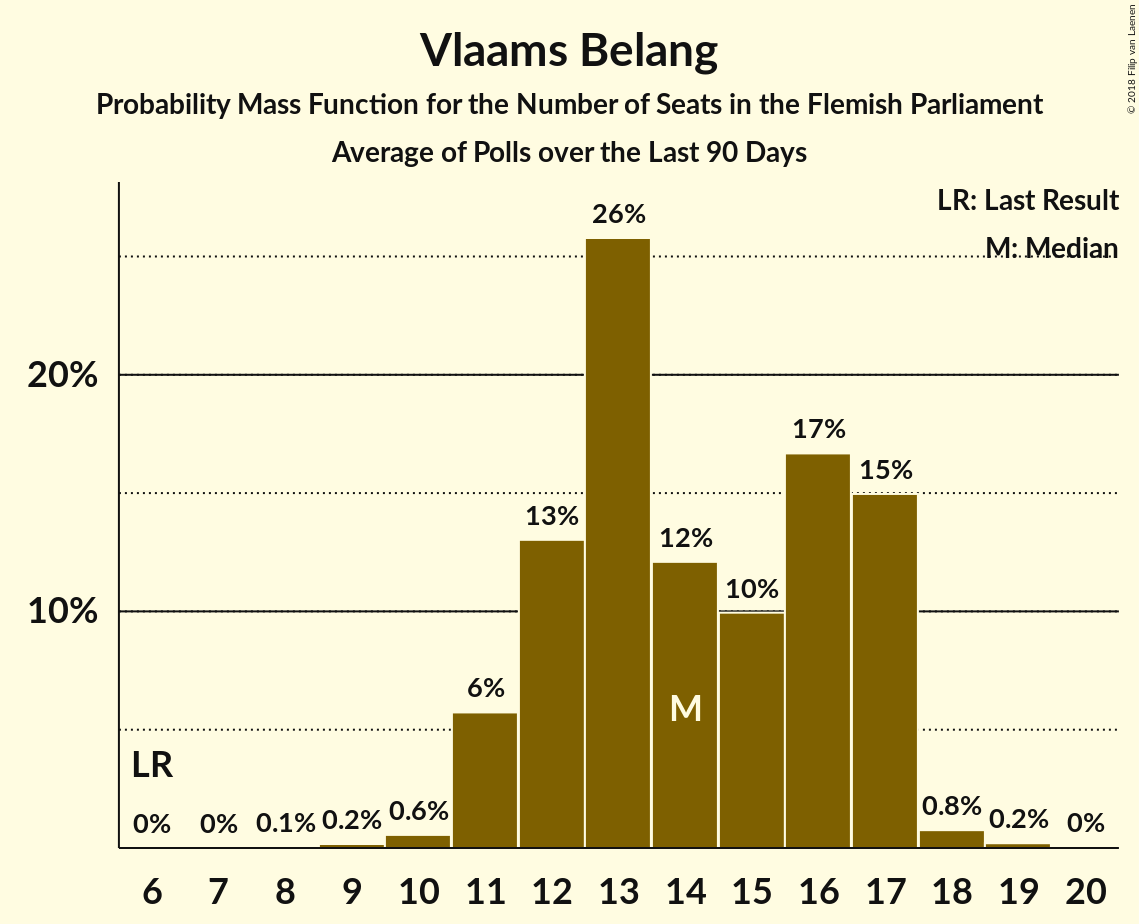 Vlaams Belang
Probability Mass Function for the Number of Seats in the Flemish Parliament
Average of Polls over the Last 90 Days
© 2018 Filip van Laenen
LR: Last Result
M: Median
20%
10%
LR
0%
0%
0.1%
0.2%
0.6%
6%
13%
26%
12%
M
10%
17%
15%
0.8%
0.2%
0%
6 7 8 9 10 11 12 13 14 15 16 17 18 19 20